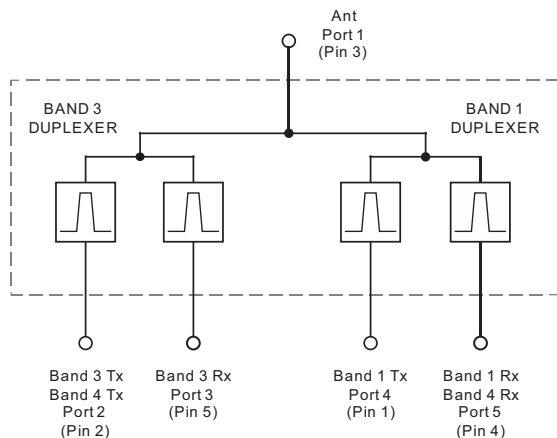 Ant
Port 1
(Pin 3)
BAND 3
DUPLEXER
BAND 1
DUPLEXER
Band 3 Tx
Band 4 Tx
Port 2
(Pin 2)
Band 3 Rx
Port 3
(Pin 5)
Band 1 Tx
Port 4
(Pin 1)
Band 1 Rx
Band 4 Rx
Port 5
(Pin 4)